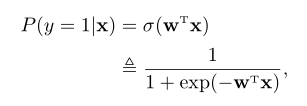 P(y = 1|𝐱) = σ(𝐰ᵀ𝐱)
≜ 1 / (1 + exp(−𝐰ᵀ𝐱)),